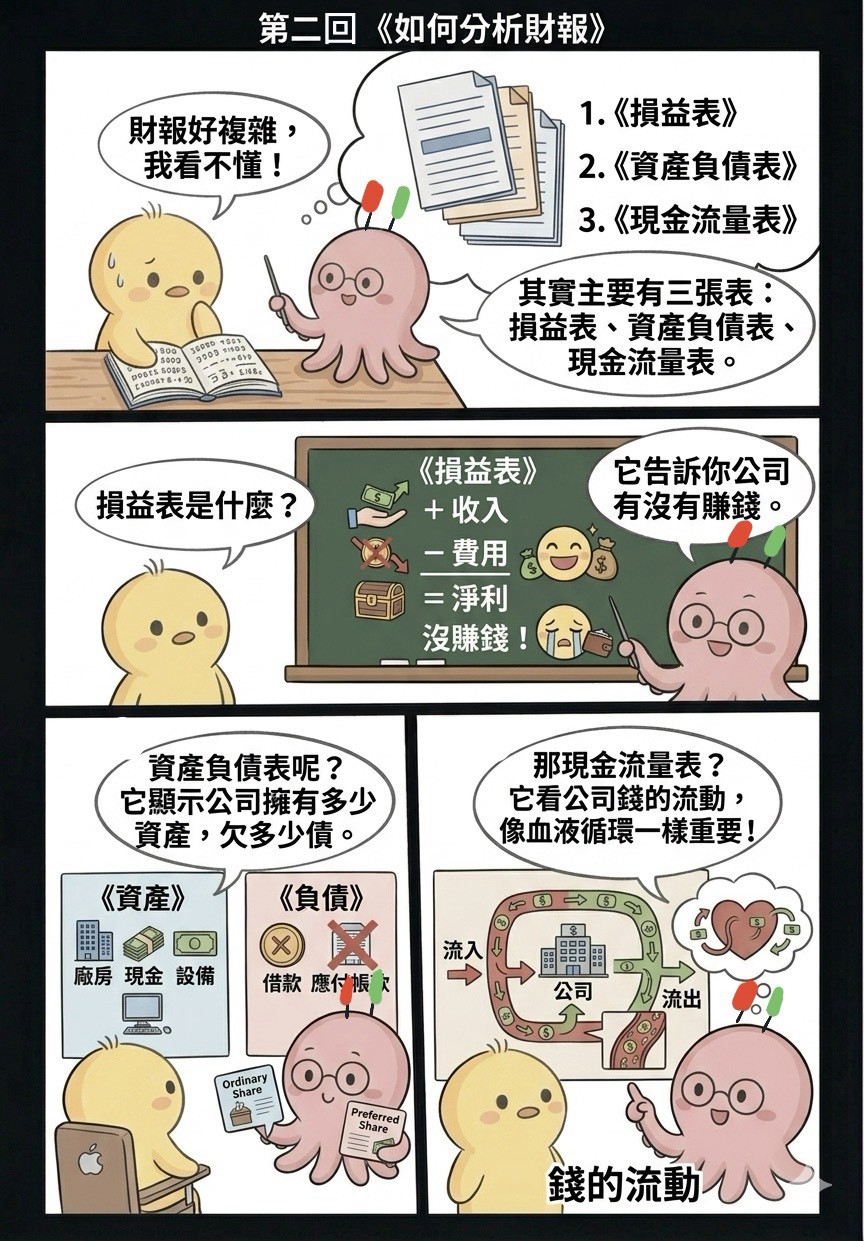 第二回《如何分析財報》
財報好複雜，
我看不懂！
1.《損益表》
2.《資產負債表》
3.《現金流量表》
其實主要有三張表：
損益表、資產負債表、
現金流量表。
損益表是什麼？
《損益表》
＋收入
－費用
＝淨利
沒賺錢！
它告訴你公司
有沒有賺錢。
資產負債表呢？
它顯示公司擁有多少
資產，欠多少債。
《資產》
廠房 現金 設備
《負債》
借款 應付帳款
Ordinary
Share
Preferred
Share
那現金流量表？
它看公司錢的流動，
像血液循環一樣重要！
流入
公司
流出
錢的流動